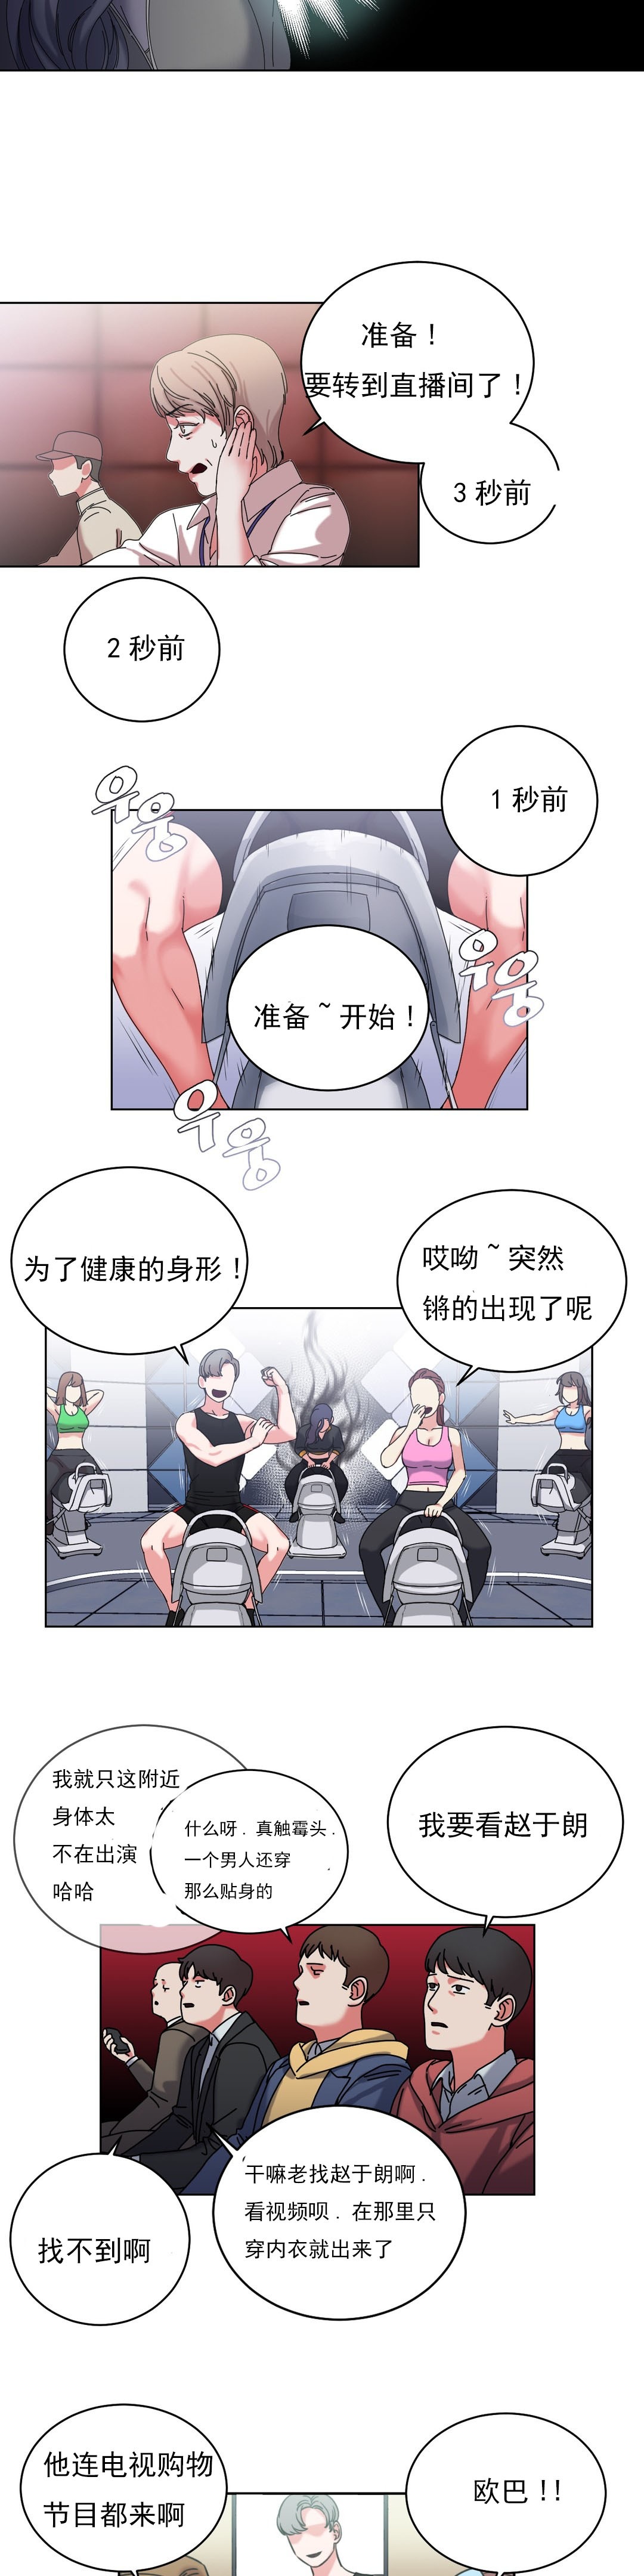 准备！
要转到直播间了！
3秒前
2秒前
1秒前
우웅
우웅
准备~开始！
우웅
为了健康的身形！
哎呦~突然
锵的出现了呢
我就只这附近
身体太
不在出演
哈哈
什么呀.真触霉头.
一个男人还穿
那么贴身的
我要看赵于朗
干嘛老找赵于朗啊.
看视频呗.在那里只
穿内衣就出来了
找不到啊
他连电视购物
节目都来啊
欧巴!!